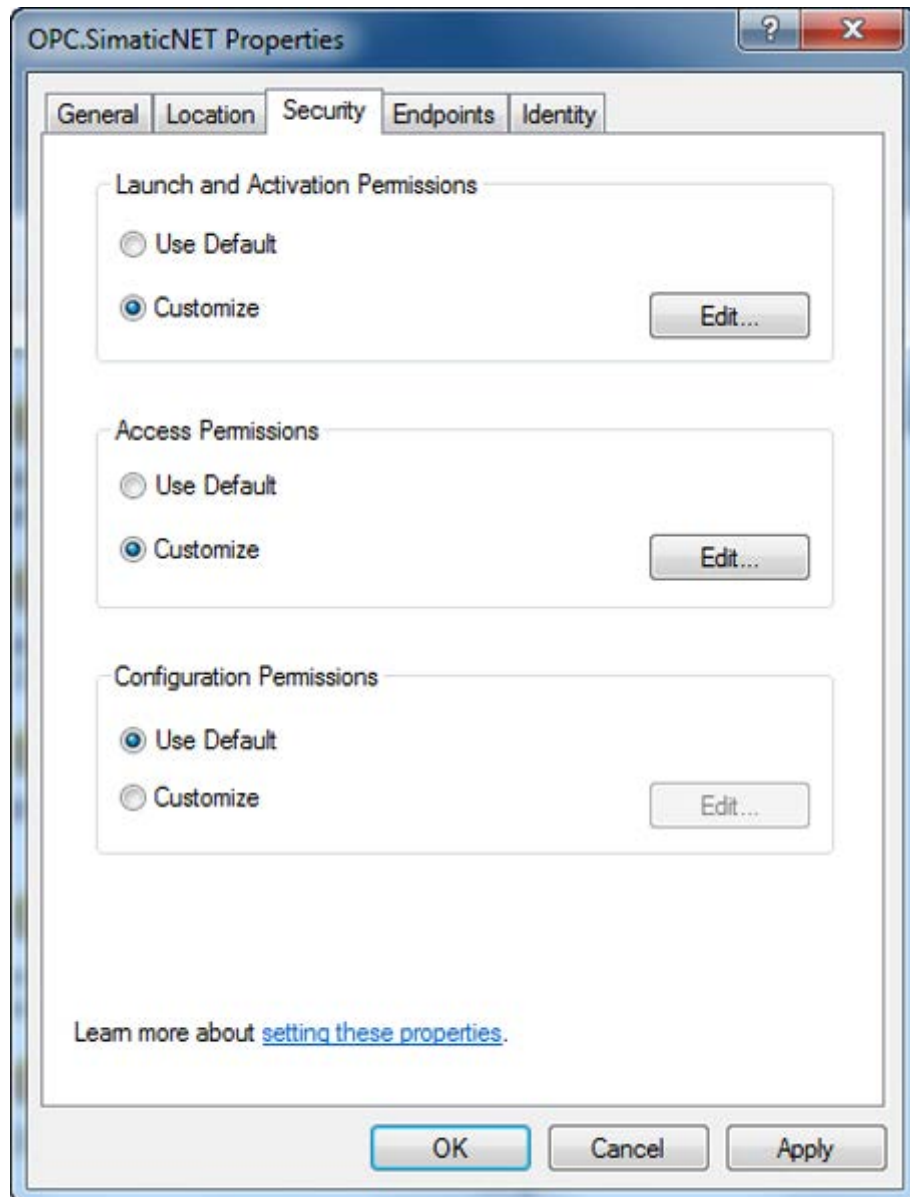 OPC.SimaticNET Properties
General Location Security Endpoints Identity
Launch and Activation Permissions
Use Default
Customize
Edit...
Access Permissions
Use Default
Customize
Edit...
Configuration Permissions
Use Default
Customize
Edit...
Learn more about setting these properties.
OK Cancel Apply